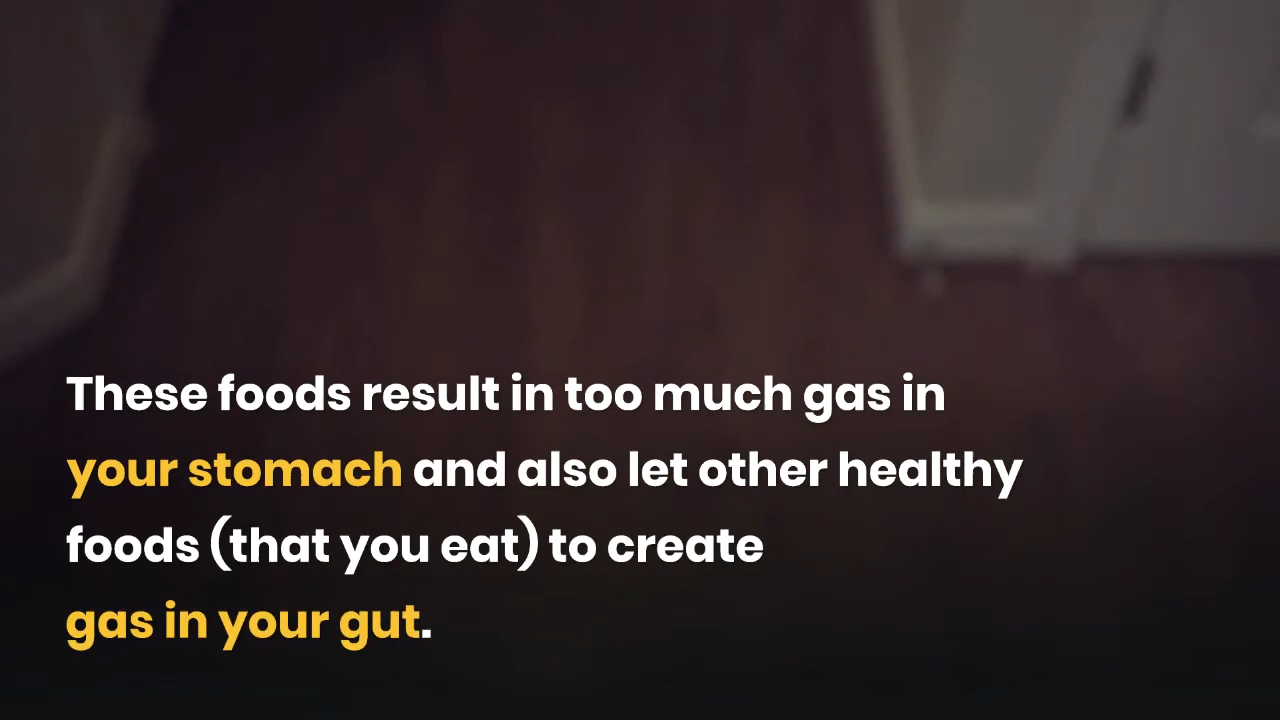 These foods result in too much gas in
your stomach and also let other healthy
foods (that you eat) to create
gas in your gut.